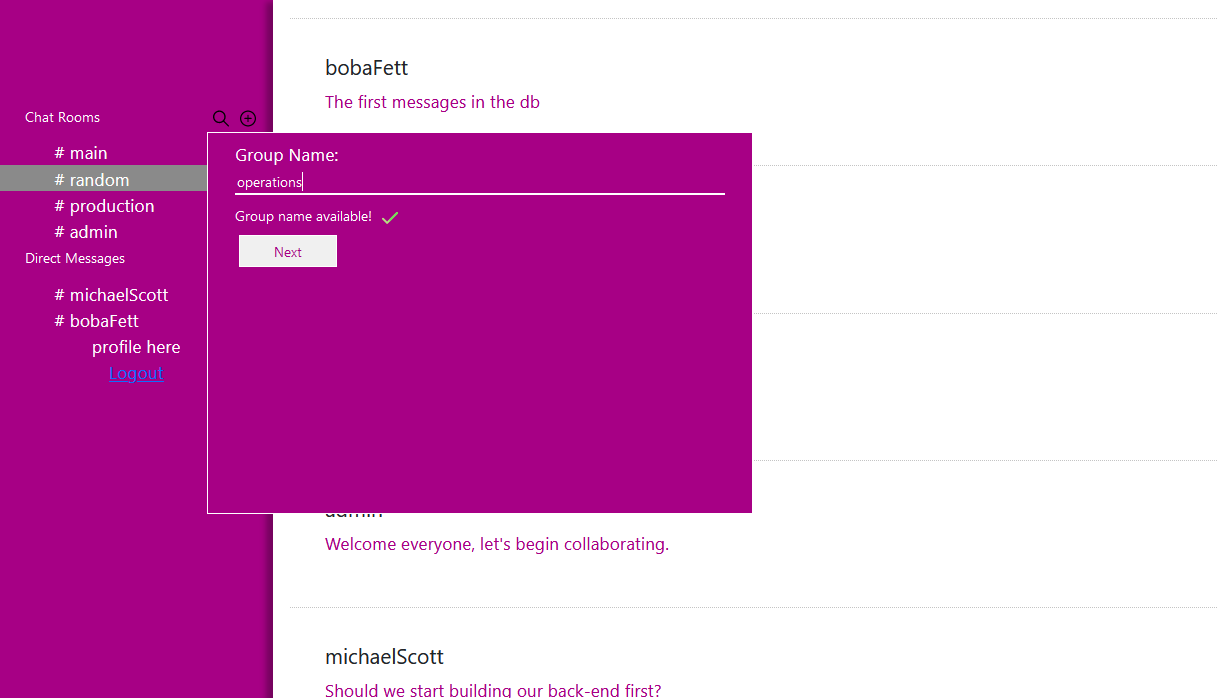 Chat Rooms
# main
# random
# production
# admin
Direct Messages
# michaelScott
# bobaFett
profile here
Logout
Group Name:
operations
Group name available!
Next
bobaFett
The first messages in the db
admin
Welcome everyone, let's begin collaborating.
michaelScott
Should we start building our back-end first?